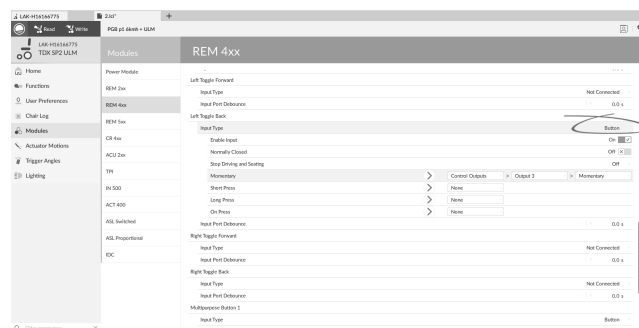 LAK-H16166775
2.lci*
+
Read
Write
PGB p5 6kmh + ULM
LAK-H16166775
TDX SP2 ULM
Home
Functions
User Preferences
Chair Log
Modules
Actuator Motions
Trigger Angles
Lighting
Modules
Power Module
REM 2xx
REM 4xx
REM 5xx
CR 4xx
ACU 2xx
TPI
IN 500
ACT 400
ASL Switched
ASL Proportional
IDC
REM 4xx
Left Toggle Forward
Input Type Not Connected
Input Port Debounce 0.0 s
Left Toggle Back
Input Type Button
Enable Input On
Normally Closed Off
Stop Driving and Seating Off
Momentary > Control Outputs Output 3 Momentary
Short Press > None
Long Press > None
On Press > None
Input Port Debounce 0.0 s
Right Toggle Forward
Input Type Not Connected
Input Port Debounce 0.0 s
Right Toggle Back
Input Type Not Connected
Input Port Debounce 0.0 s
Multipurpose Button 1
Input Type Button